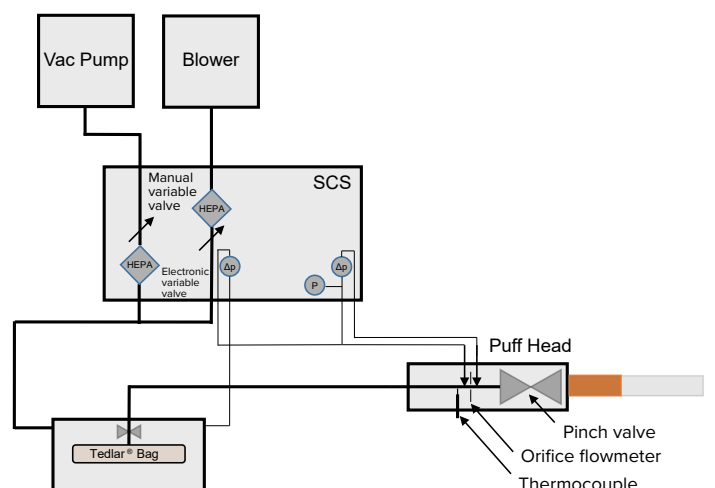 Vac Pump
Blower
SCS
Manual
variable
valve
HEPA
HEPA
Electronic
variable
valve
Δp
Δp
P
Puff Head
Pinch valve
Orifice flowmeter
Thermocouple
Tedlar® Bag